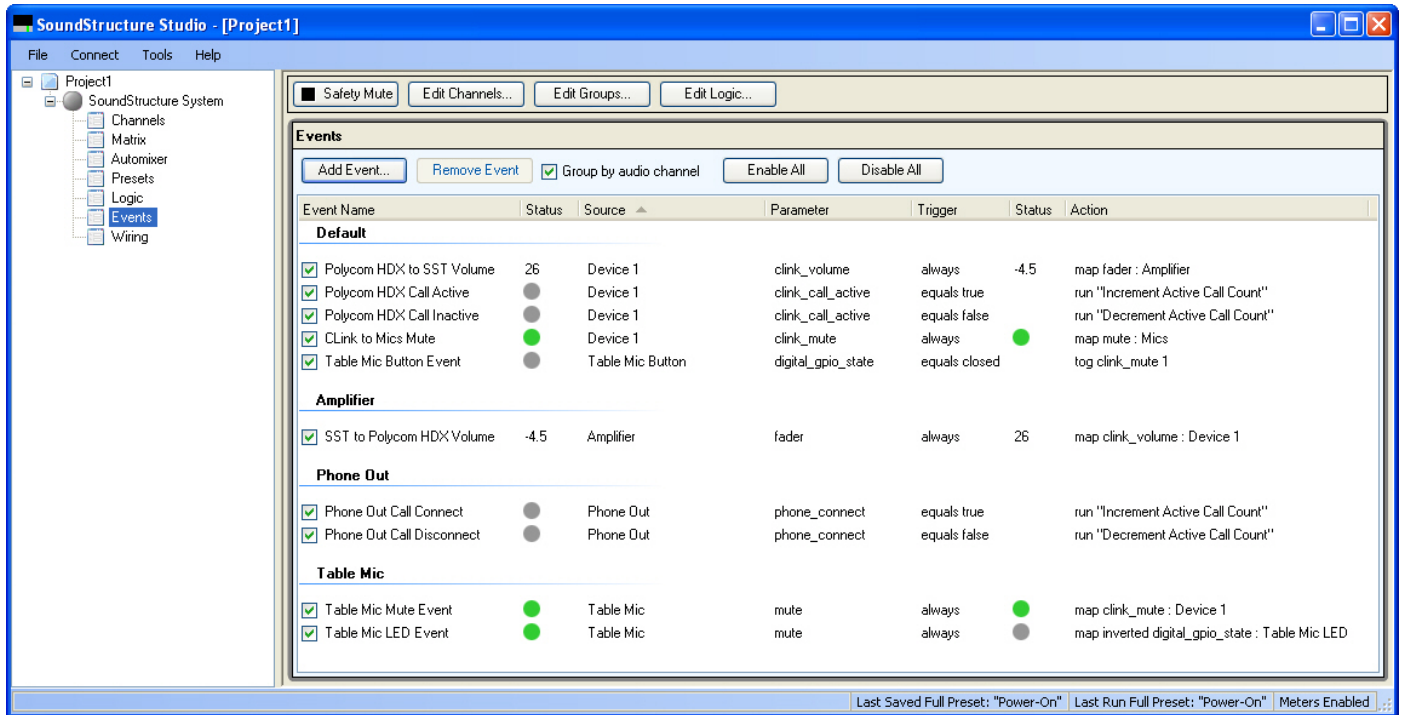 SoundStructure Studio - [Project1]
File Connect Tools Help
Project1
SoundStructure System
Channels
Matrix
Automixer
Presets
Logic
Events
Wiring
Safety Mute Edit Channels... Edit Groups... Edit Logic...
Events
Add Event... Remove Event Group by audio channel Enable All Disable All
Event Name Status Source Parameter Trigger Status Action
Default
Polycom HDX to SST Volume 26 Device 1 clink_volume always -4.5 map fader : Amplifier
Polycom HDX Call Active Device 1 clink_call_active equals true run "Increment Active Call Count"
Polycom HDX Call Inactive Device 1 clink_call_active equals false run "Decrement Active Call Count"
CLink to Mics Mute Device 1 clink_mute always map mute : Mics
Table Mic Button Event Table Mic Button digital_gpio_state equals closed tog clink_mute 1
Amplifier
SST to Polycom HDX Volume -4.5 Amplifier fader always 26 map clink_volume : Device 1
Phone Out
Phone Out Call Connect Phone Out phone_connect equals true run "Increment Active Call Count"
Phone Out Call Disconnect Phone Out phone_connect equals false run "Decrement Active Call Count"
Table Mic
Table Mic Mute Event Table Mic mute always map clink_mute : Device 1
Table Mic LED Event Table Mic mute always map inverted digital_gpio_state : Table Mic LED
Last Saved Full Preset: "Power-On" Last Run Full Preset: "Power-On" Meters Enabled